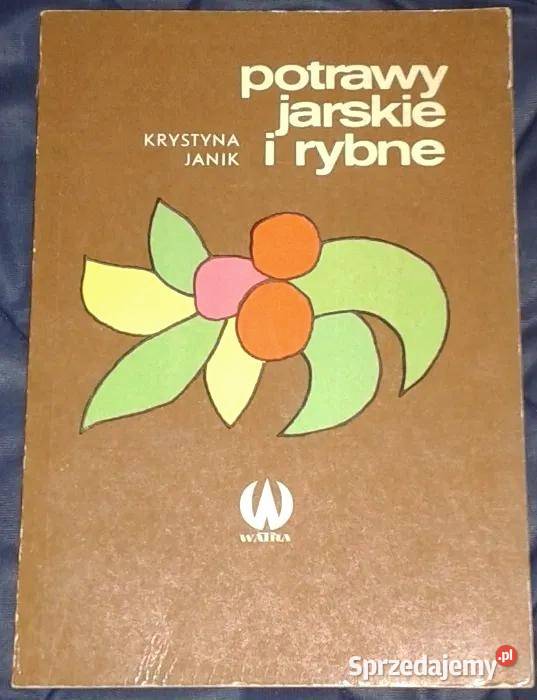 potrawy
jarskie
i rybne
KRYSTYNA
JANIK
WATRA
Sprzedajemy.pl